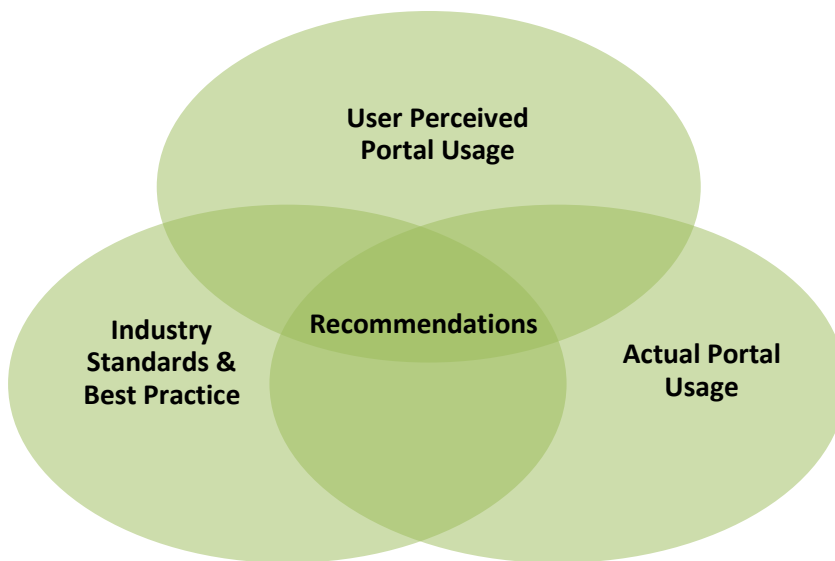 User Perceived
Portal Usage
Industry
Standards &
Best Practice
Recommendations
Actual Portal
Usage